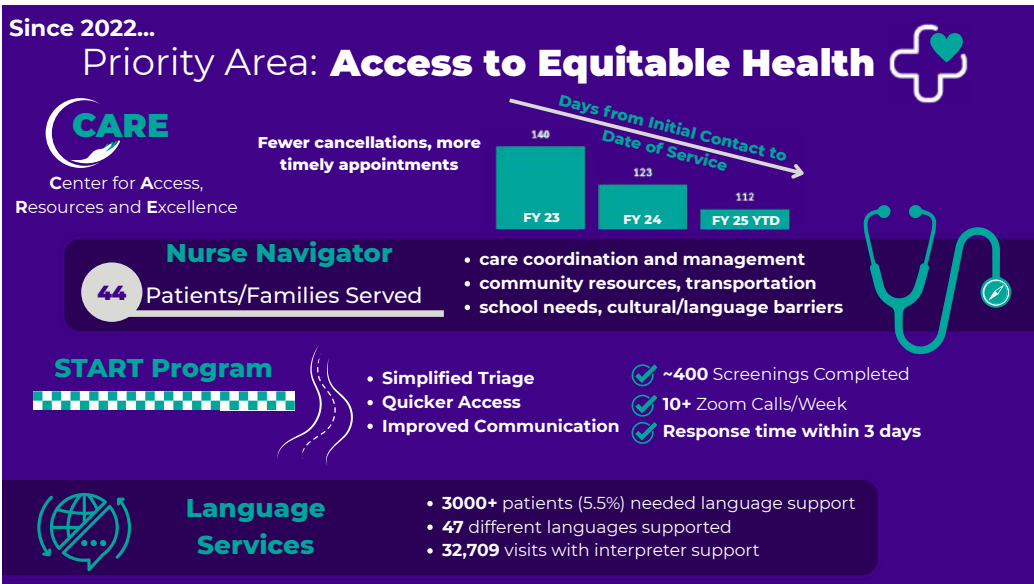 Since 2022...
Priority Area: Access to Equitable Health
CARE
Center for Access,
Resources and Excellence
Fewer cancellations, more
timely appointments
Days from Initial Contact to
Date of Service
140
123
112
FY 23
FY 24
FY 25 YTD
Nurse Navigator
44 Patients/Families Served
• care coordination and management
• community resources, transportation
• school needs, cultural/language barriers
START Program
• Simplified Triage
• Quicker Access
• Improved Communication
~400 Screenings Completed
10+ Zoom Calls/Week
Response time within 3 days
Language
Services
• 3000+ patients (5.5%) needed language support
• 47 different languages supported
• 32,709 visits with interpreter support